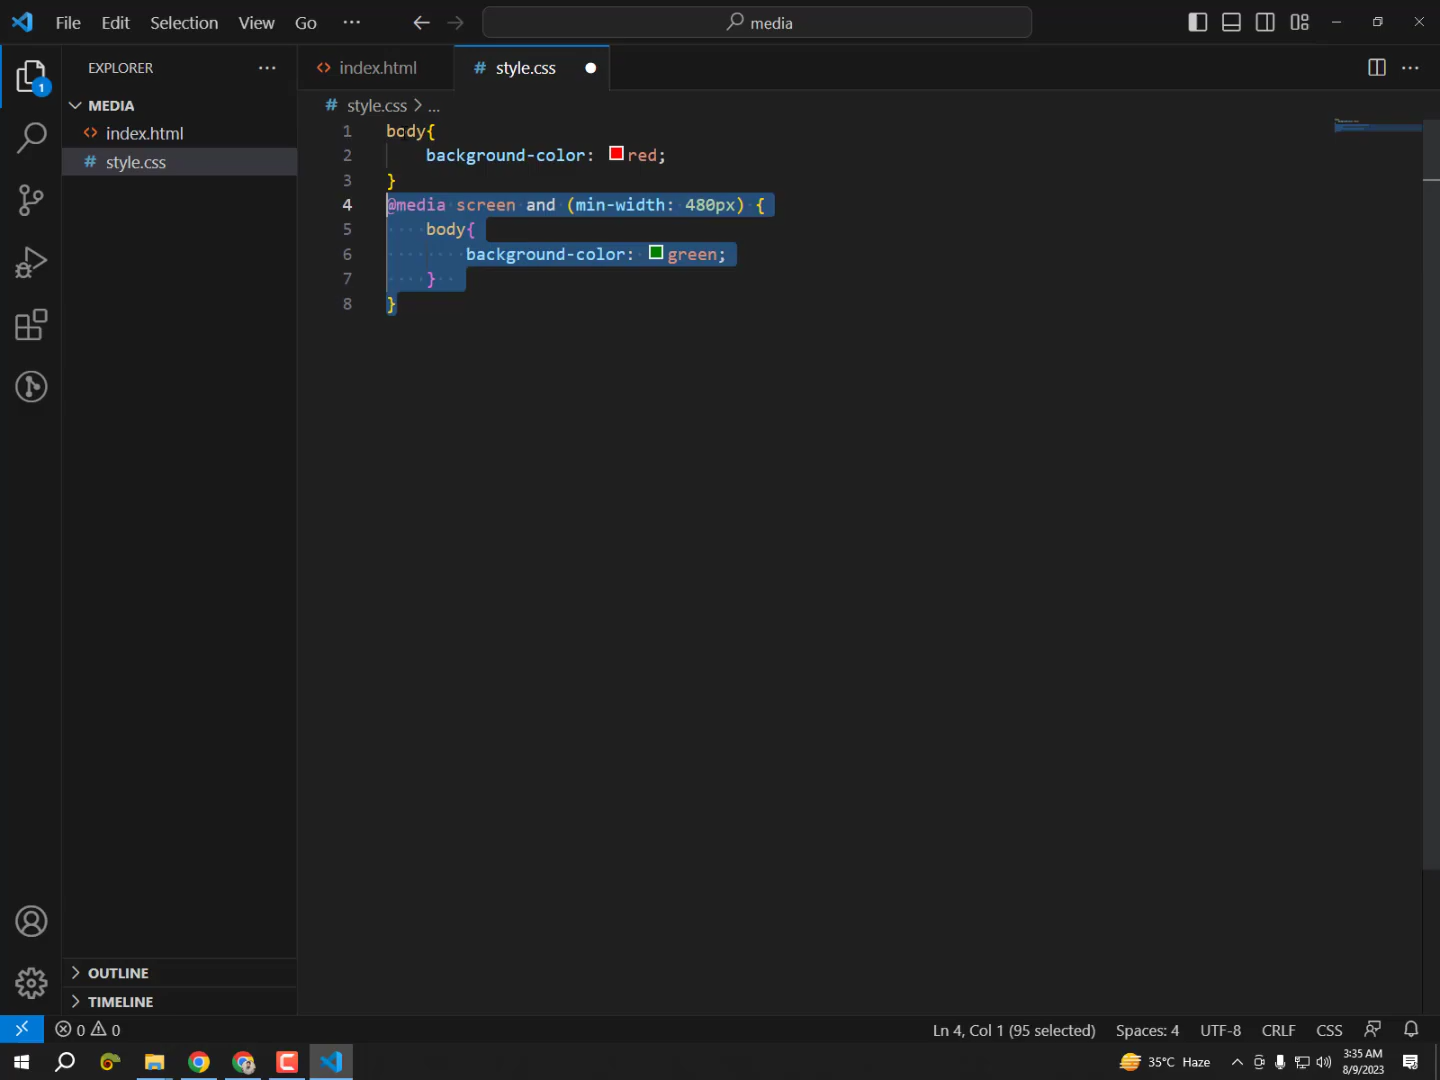 File Edit Selection View Go ··· media
EXPLORER ···
index.html
style.css
MEDIA
index.html
style.css
style.css > ...
1 body{
2 background-color: red;
3 }
4 @media screen and (min-width: 480px) {
5 body{
6 background-color: green;
7 }
8 }
1
OUTLINE
TIMELINE
0 0
Ln 4, Col 1 (95 selected) Spaces: 4 UTF-8 CRLF CSS
35°C Haze
3:35 AM
8/9/2023